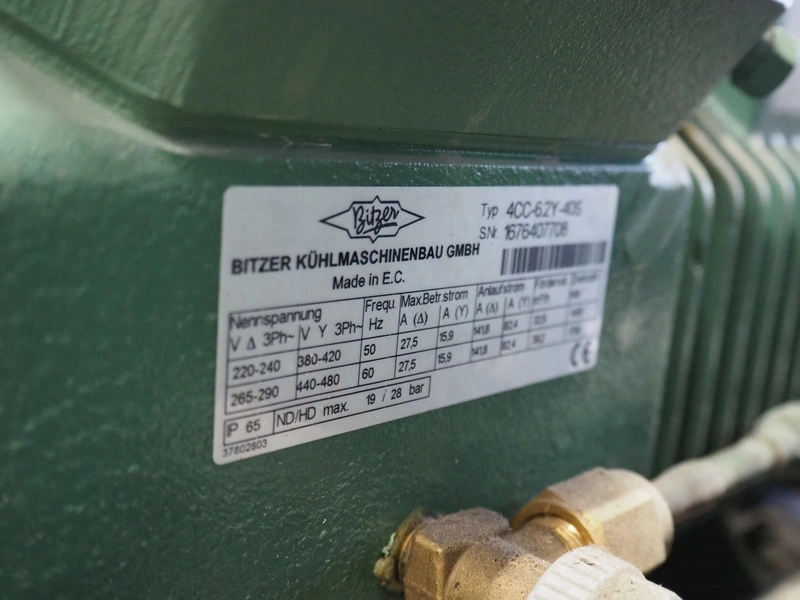 Bitzer
Typ 4CC-6.2Y-40S
S.Nr. 1676407708
BITZER KÜHLMASCHINENBAU GMBH
Made in E.C.
Nennspannung Frequ. Max.Betr.strom Anlaufstrom
V Δ 3Ph~ V Y 3Ph~ Hz A (Δ) A (Y) A (Δ) A (Y)
220-240 380-420 50 27,5 15,9 141,8 82,4
265-290 440-480 60 27,5 15,9 141,8 82,4
IP 65 ND/HD max. 19 / 28 bar
CE
37802803